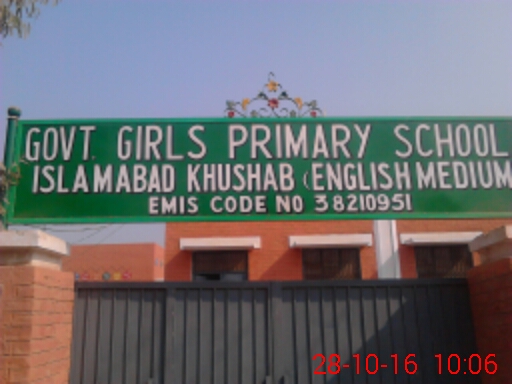 GOVT. GIRLS PRIMARY SCHOOL
ISLAMABAD KHUSHAB (ENGLISH MEDIUM
EMIS CODE NO 38210951
28-10-16 10:06